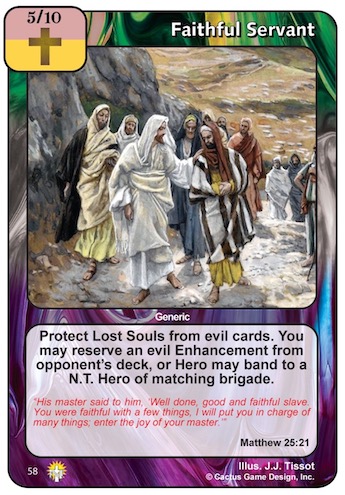 5/10
Faithful Servant
Generic
Protect Lost Souls from evil cards. You
may reserve an evil Enhancement from
opponent's deck, or Hero may band to a
N.T. Hero of matching brigade.
"His master said to him, 'Well done, good and faithful slave.
You were faithful with a few things, I will put you in charge of
many things; enter the joy of your master.'"
Matthew 25:21
58
Illus. J.J. Tissot
© Cactus Game Design, Inc.